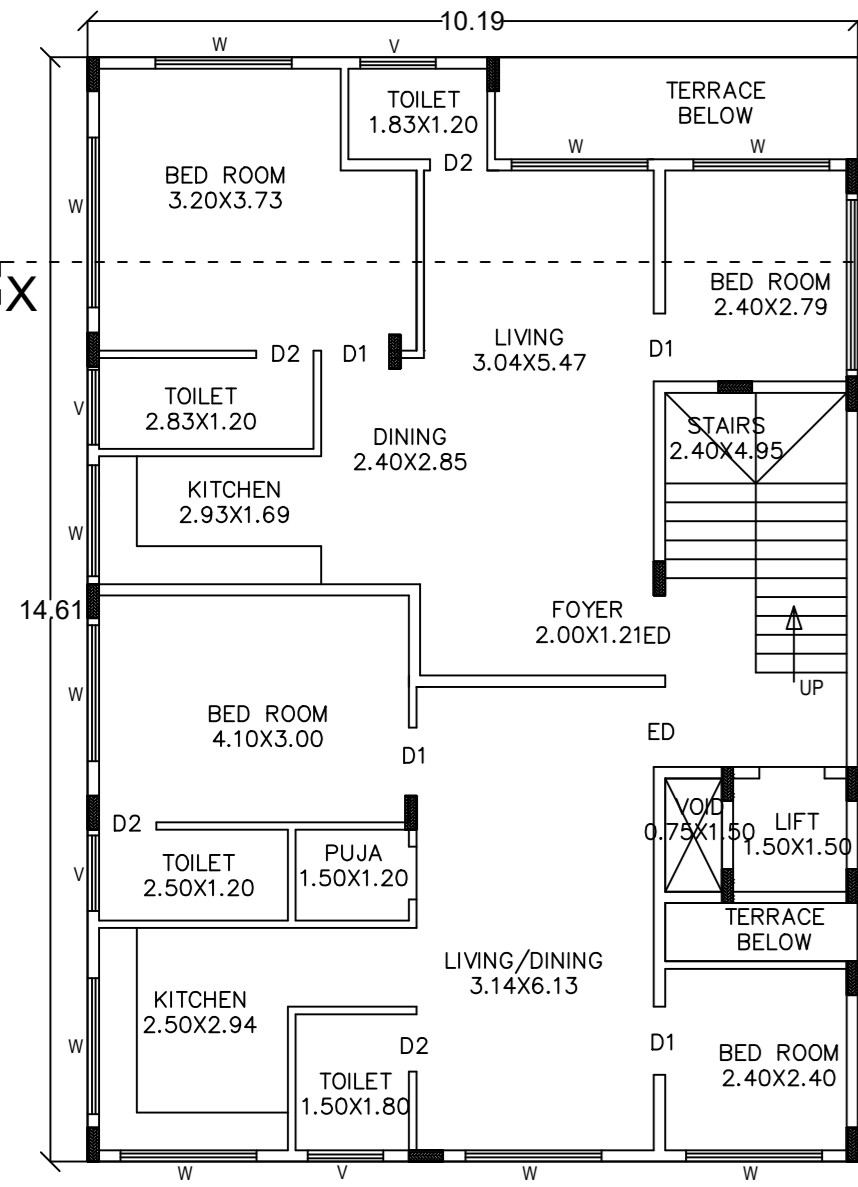 10.19
W
V
TOILET
1.83X1.20
TERRACE
BELOW
W
W
D2
BED ROOM
3.20X3.73
W
X
BED ROOM
2.40X2.79
LIVING
3.04X5.47
D1
D2
D1
TOILET
2.83X1.20
V
STAIRS
2.40X4.95
DINING
2.40X2.85
KITCHEN
2.93X1.69
W
14.61
FOYER
2.00X1.21
ED
W
UP
BED ROOM
4.10X3.00
ED
D1
VOID
0.75X1.50
LIFT
1.50X1.50
D2
PUJA
1.50X1.20
TOILET
2.50X1.20
V
TERRACE
BELOW
LIVING/DINING
3.14X6.13
KITCHEN
2.50X2.94
W
D2
D1
BED ROOM
2.40X2.40
TOILET
1.50X1.80
W
V
W
W